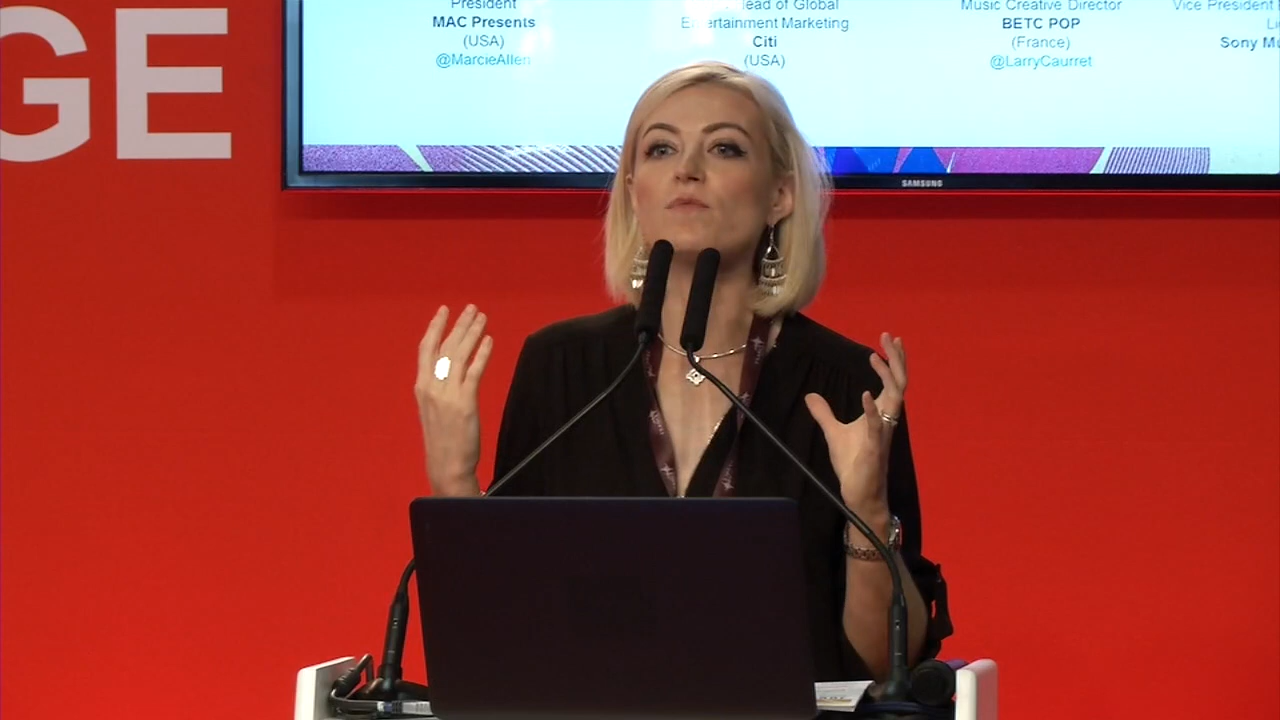 GE
President
MAC Presents
(USA)
@MarcieAllen
Head of Global
Entertainment Marketing
Citi
(USA)
Music Creative Director
BETC POP
(France)
@LarryCaurret
Vice President
Sony Mu
SAMSUNG